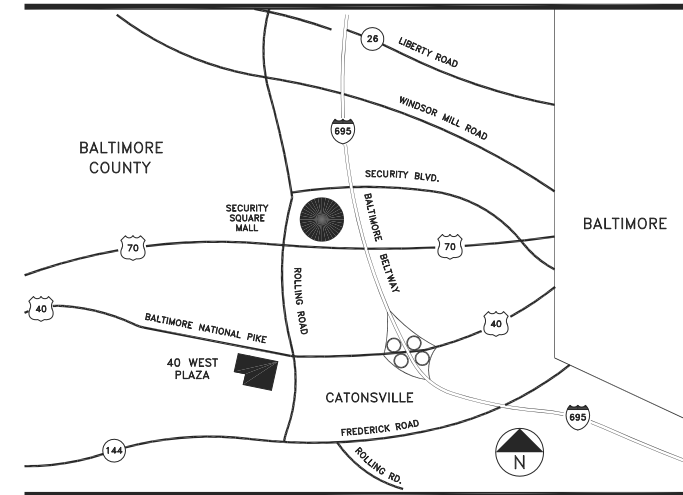 26
LIBERTY ROAD
WINDSOR MILL ROAD
695
BALTIMORE
COUNTY
SECURITY BLVD.
SECURITY
SQUARE
MALL
BALTIMORE
BELTWAY
BALTIMORE
70
70
ROLLING ROAD
40
BALTIMORE NATIONAL PIKE
40
40 WEST
PLAZA
CATONSVILLE
FREDERICK ROAD
695
144
ROLLING RD.
N